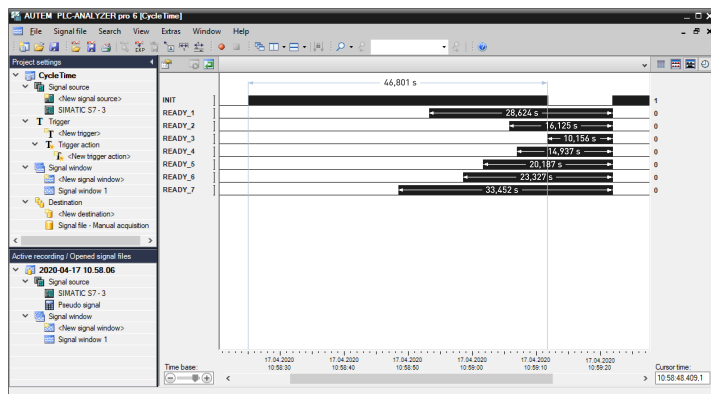 AUTEM PLC-ANALYZER pro 6 [CycleTime]
File Signal file Search View Extras Window Help
Project settings
CycleTime
Signal source
<New signal source>
SIMATIC S7 - 3
Trigger
<New trigger>
Trigger action
<New trigger action>
Signal window
<New signal window>
Signal window 1
Destination
<New destination>
Signal file - Manual acquisition
Active recording / Opened signal files
2020-04-17 10.58.06
Signal source
SIMATIC S7 - 3
Pseudo signal
Signal window
<New signal window>
Signal window 1
46,801 s
INIT 1
READY_1 28,624 s 0
READY_2 16,125 s 0
READY_3 10,156 s 0
READY_4 14,937 s 0
READY_5 20,187 s 0
READY_6 23,327 s 0
READY_7 33,452 s 0
17.04.2020 17.04.2020 17.04.2020 17.04.2020 17.04.2020 17.04.2020
Time base: 10:58:30 10:58:40 10:58:50 10:59:00 10:59:10 10:59:20 Cursor time:
10:58:48.409,1